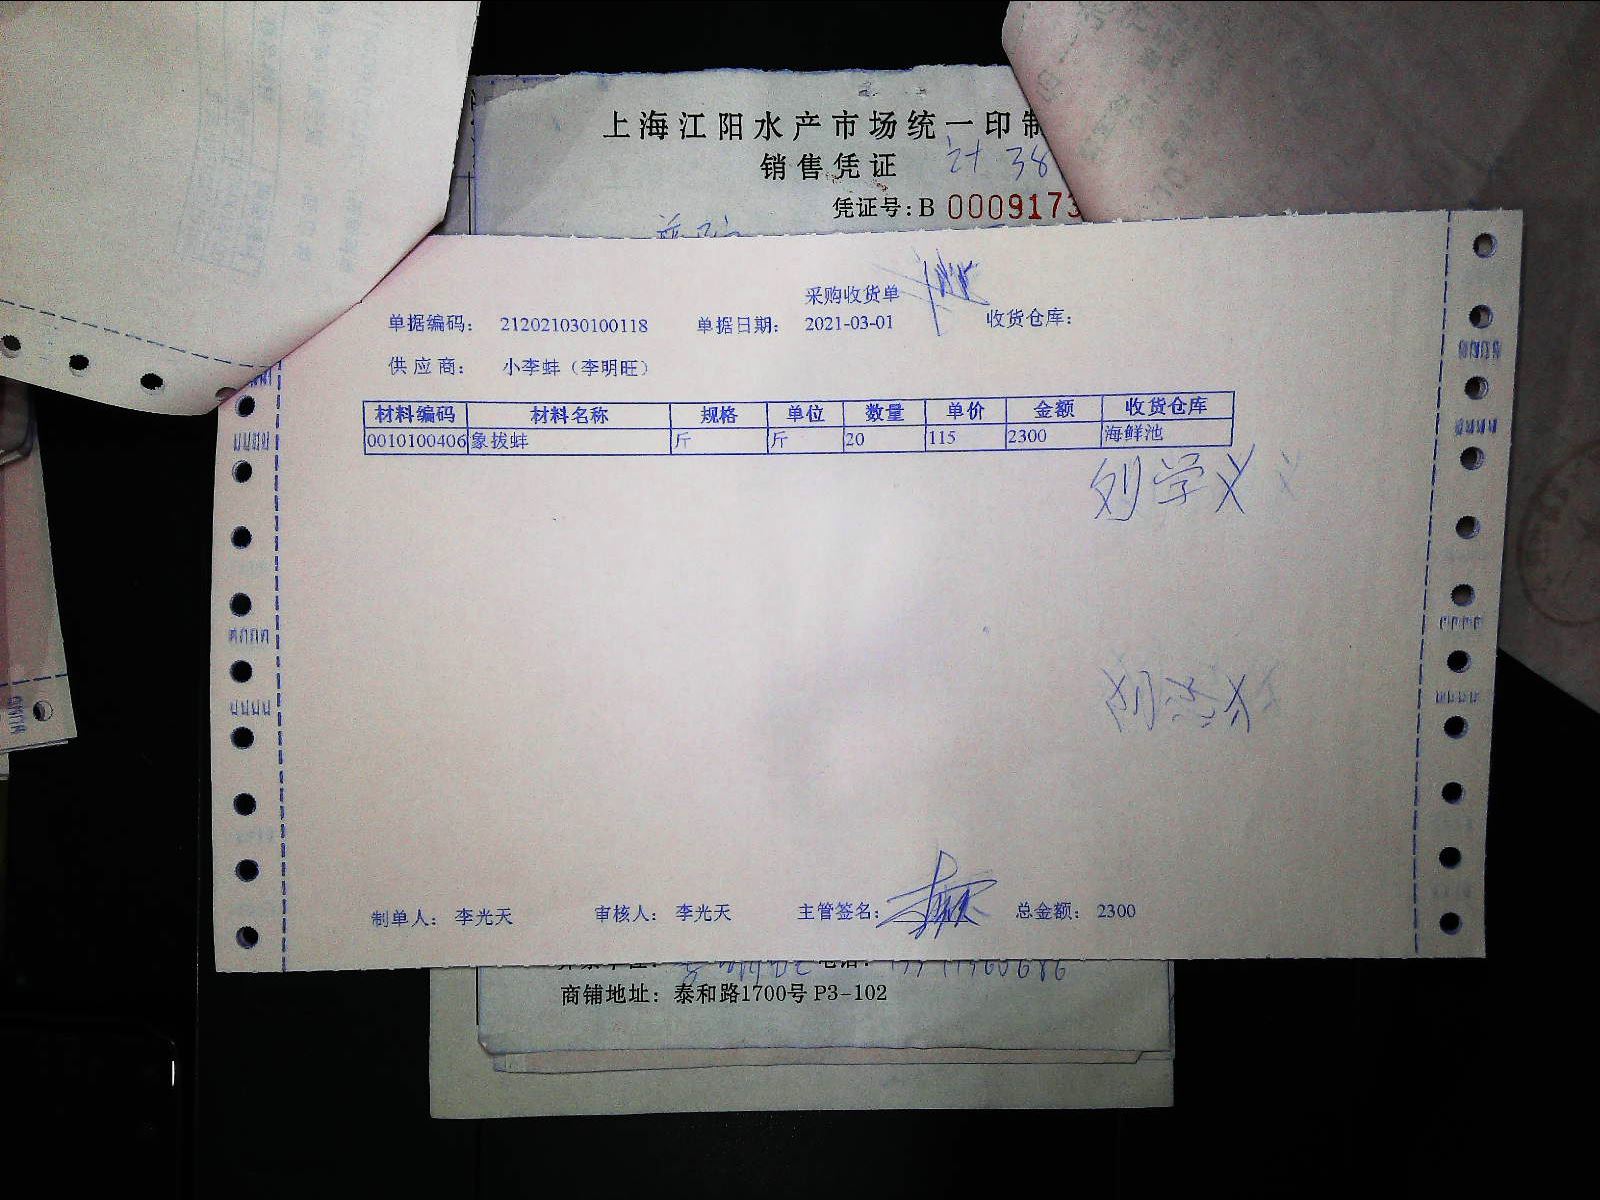 上海江阳水产市场统一印制
销售凭证 计 38
凭证号:B 0009173
采购收货单
单据编码: 212021030100118 单据日期: 2021-03-01 收货仓库:
供应商: 小李蚌（李明旺）
材料编码 材料名称 规格 单位 数量 单价 金额 收货仓库
0010100406 象拔蚌 斤 斤 20 115 2300 海鲜池
刘学义
制单人: 李光天 审核人: 李光天 主管签名: 总金额: 2300
商铺地址: 泰和路1700号 P3-102